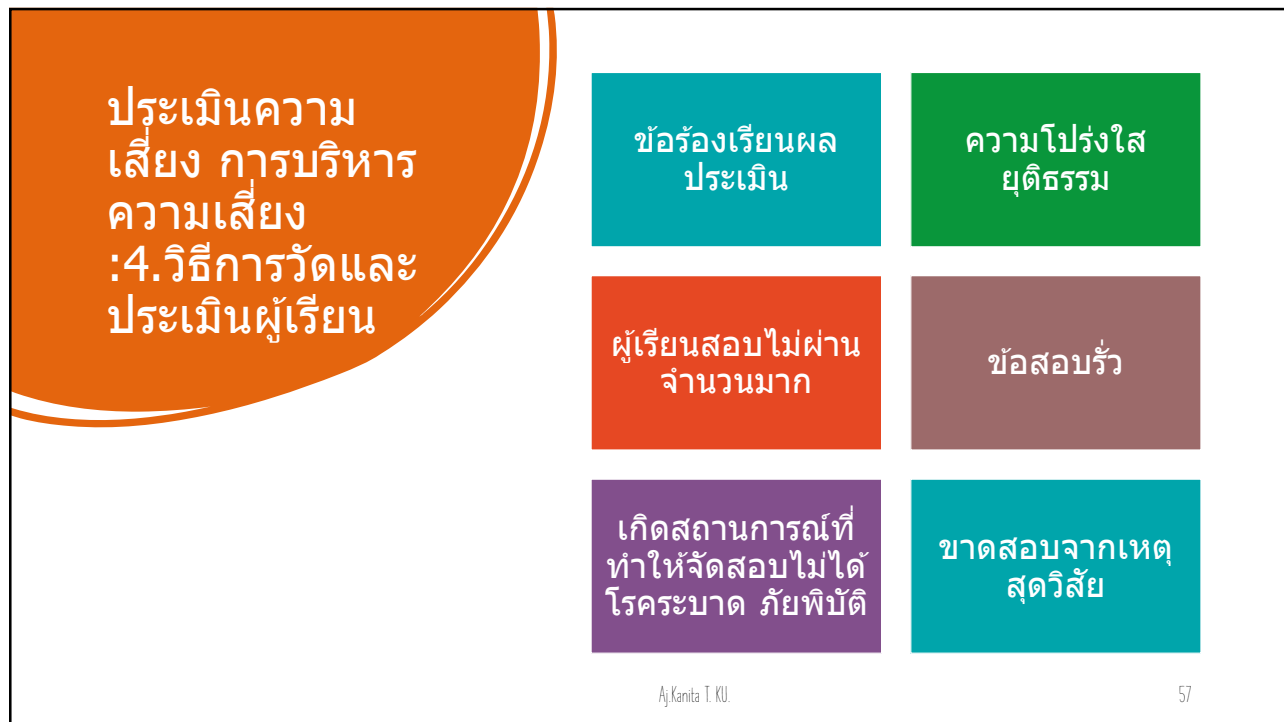 ประเมินความ
เสี่ยง การบริหาร
ความเสี่ยง
:4.วิธีการวัดและ
ประเมินผู้เรียน
ข้อร้องเรียนผล
ประเมิน
ความโปร่งใส
ยุติธรรม
ผู้เรียนสอบไม่ผ่าน
จำนวนมาก
ข้อสอบรั่ว
เกิดสถานการณ์ที่
ทำให้จัดสอบไม่ได้
โรคระบาด ภัยพิบัติ
ขาดสอบจากเหตุ
สุดวิสัย
Aj.Kanita T. KU.
57